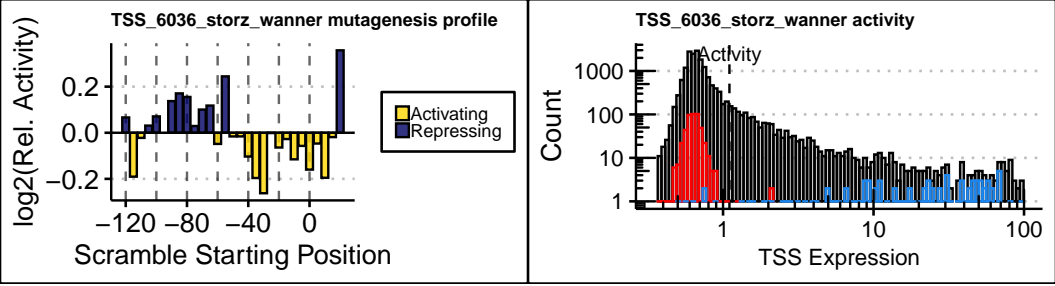 TSS_6036_storz_wanner mutagenesis profile
log2(Rel. Activity)
0.2
0.0
−0.2
−120
−80
−40
0
Scramble Starting Position
Activating
Repressing
TSS_6036_storz_wanner activity
Activity
Count
1000
100
10
1
1
10
100
TSS Expression